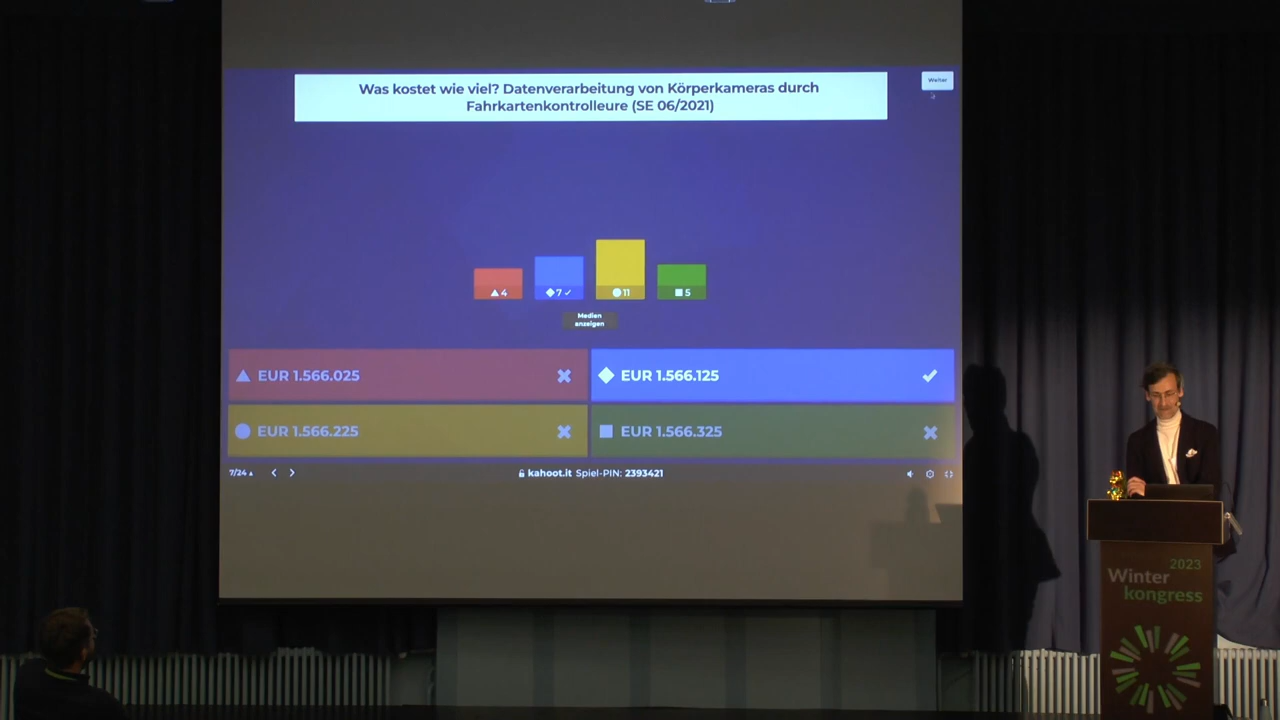 Was kostet wie viel? Datenverarbeitung von Körperkameras durch
Fahrkartenkontrolleure (SE 06/2021)
Weiter
4
7
11
5
Medien
anzeigen
EUR 1.566.025
EUR 1.566.125
EUR 1.566.225
EUR 1.566.325
7/24
kahoot.it Spiel-PIN: 2393421
2023
Winter
kongress